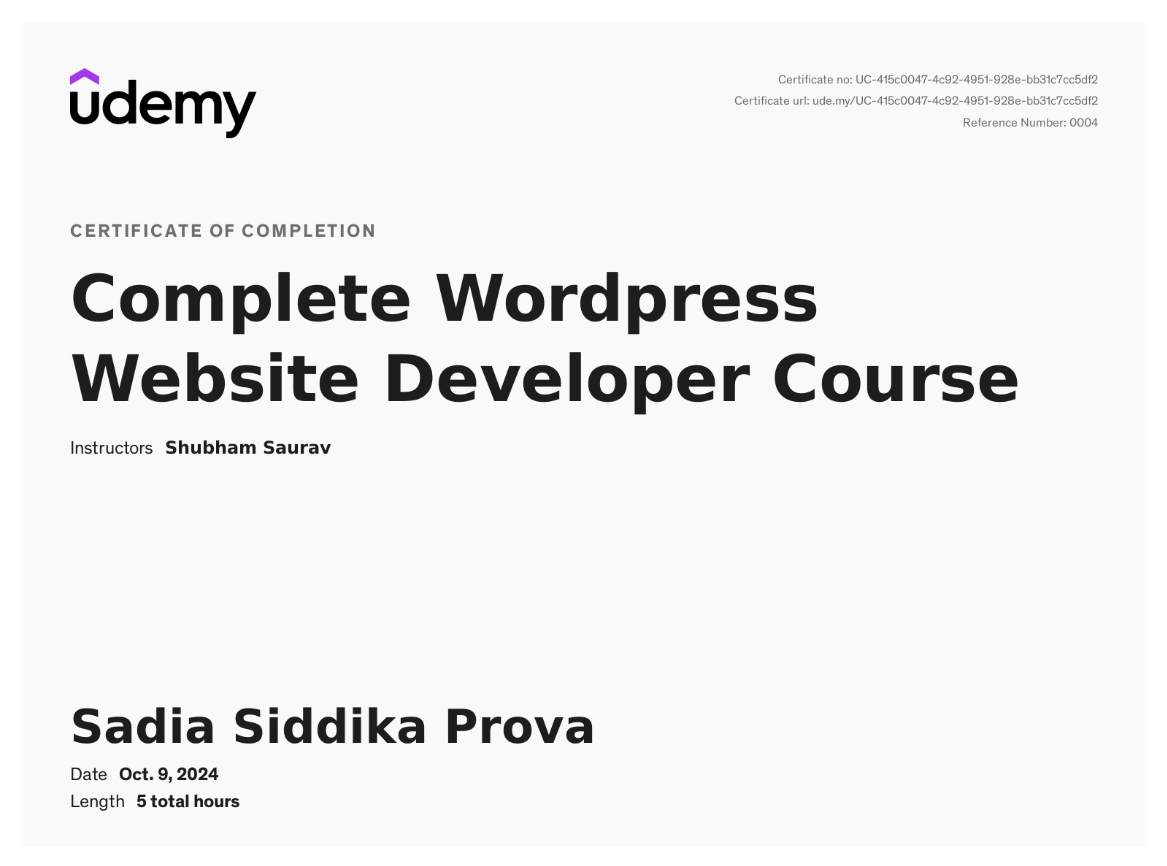 udemy
Certificate no: UC-415c0047-4c92-4951-928e-bb31c7cc5df2
Certificate url: ude.my/UC-415c0047-4c92-4951-928e-bb31c7cc5df2
Reference Number: 0004
CERTIFICATE OF COMPLETION
Complete Wordpress
Website Developer Course
Instructors Shubham Saurav
Sadia Siddika Prova
Date Oct. 9, 2024
Length 5 total hours